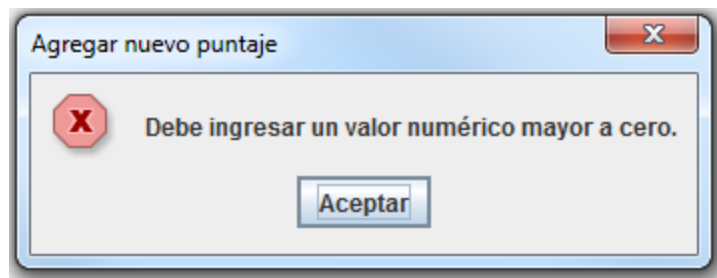 Agregar nuevo puntaje
Debe ingresar un valor numérico mayor a cero.
Aceptar